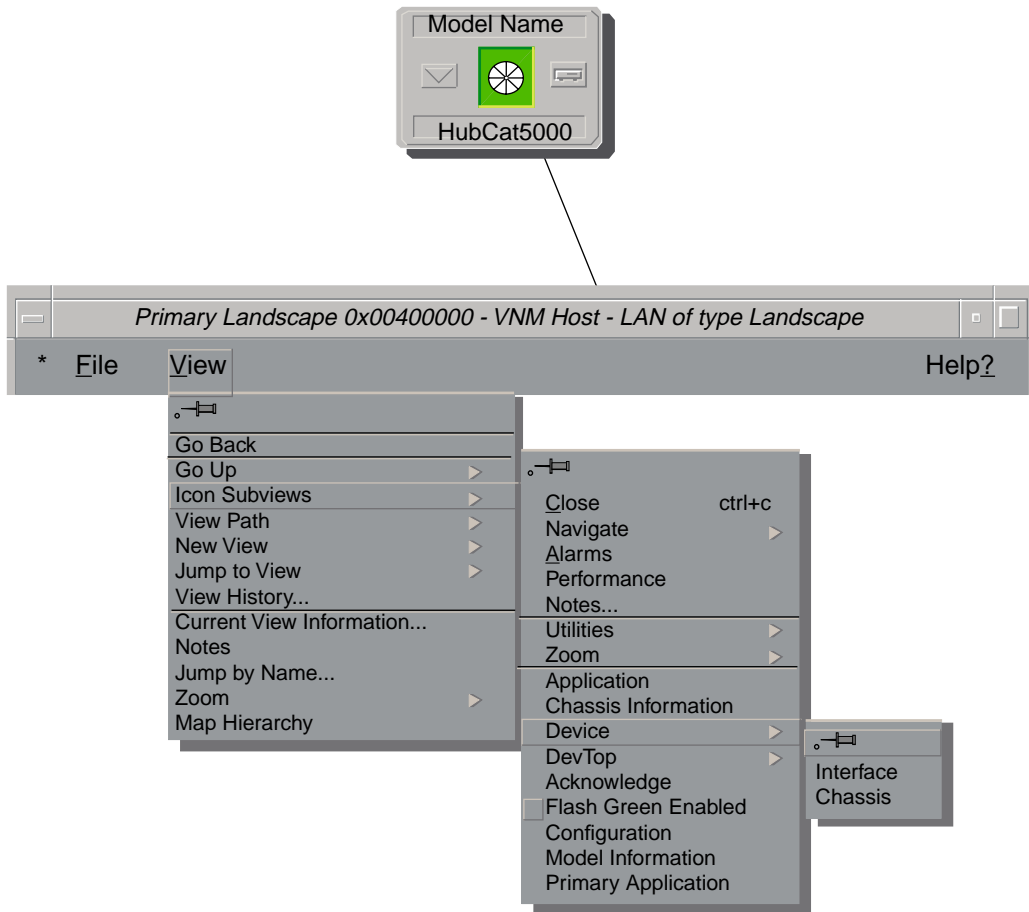 Model Name
HubCat5000
Primary Landscape 0x00400000 - VNM Host - LAN of type Landscape
* File View Help?
Go Back
Go Up
Icon Subviews
View Path
New View
Jump to View
View History...
Current View Information...
Notes
Jump by Name...
Zoom
Map Hierarchy
Close ctrl+c
Navigate
Alarms
Performance
Notes...
Utilities
Zoom
Application
Chassis Information
Device
DevTop
Acknowledge
Flash Green Enabled
Configuration
Model Information
Primary Application
Interface
Chassis